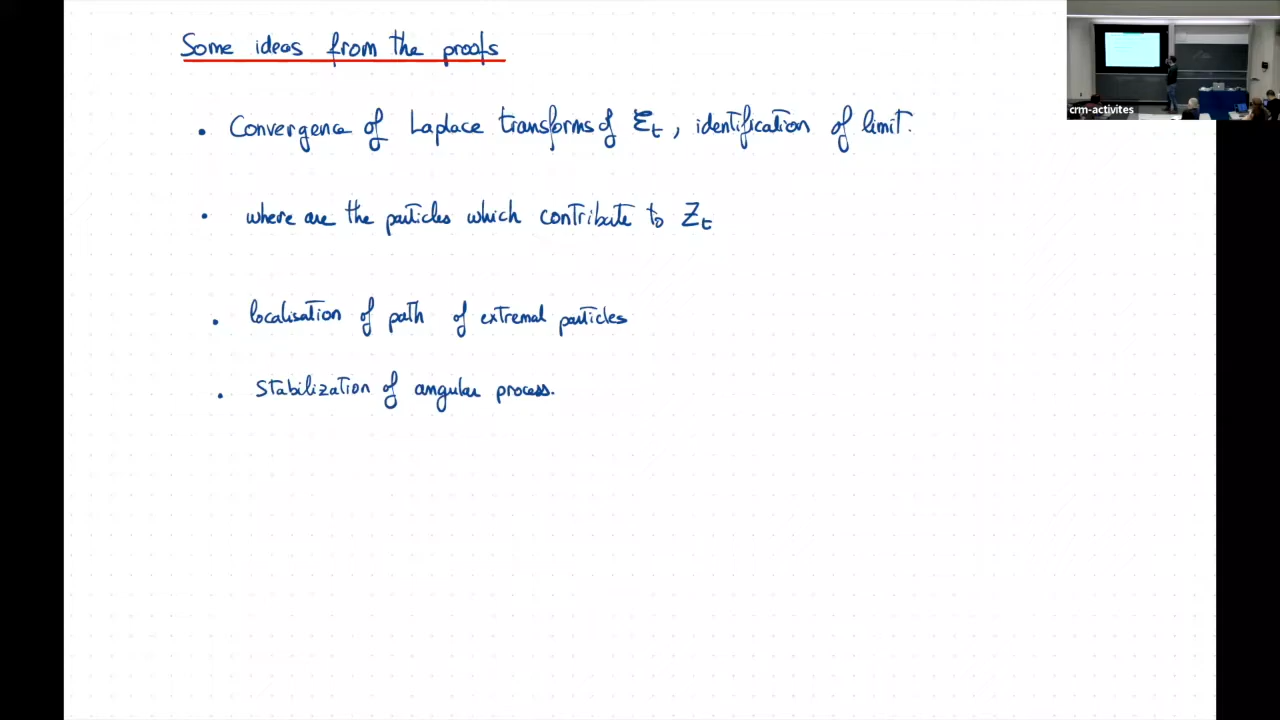 Some ideas from the proofs
• Convergence of Laplace transforms of ℰt, identification of limit.
• where are the particles which contribute to Zt
• localisation of path of extremal particles
• stabilization of angular process.
crm-activites